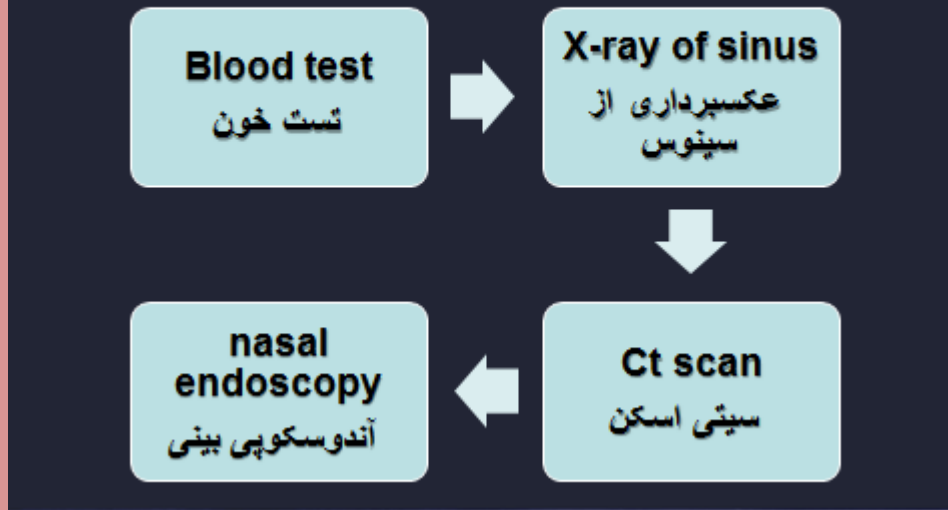 Blood test
تست خون
X-ray of sinus
عکسبرداری از
سینوس
Ct scan
سیتی اسکن
nasal
endoscopy
آندوسکوپی بینی